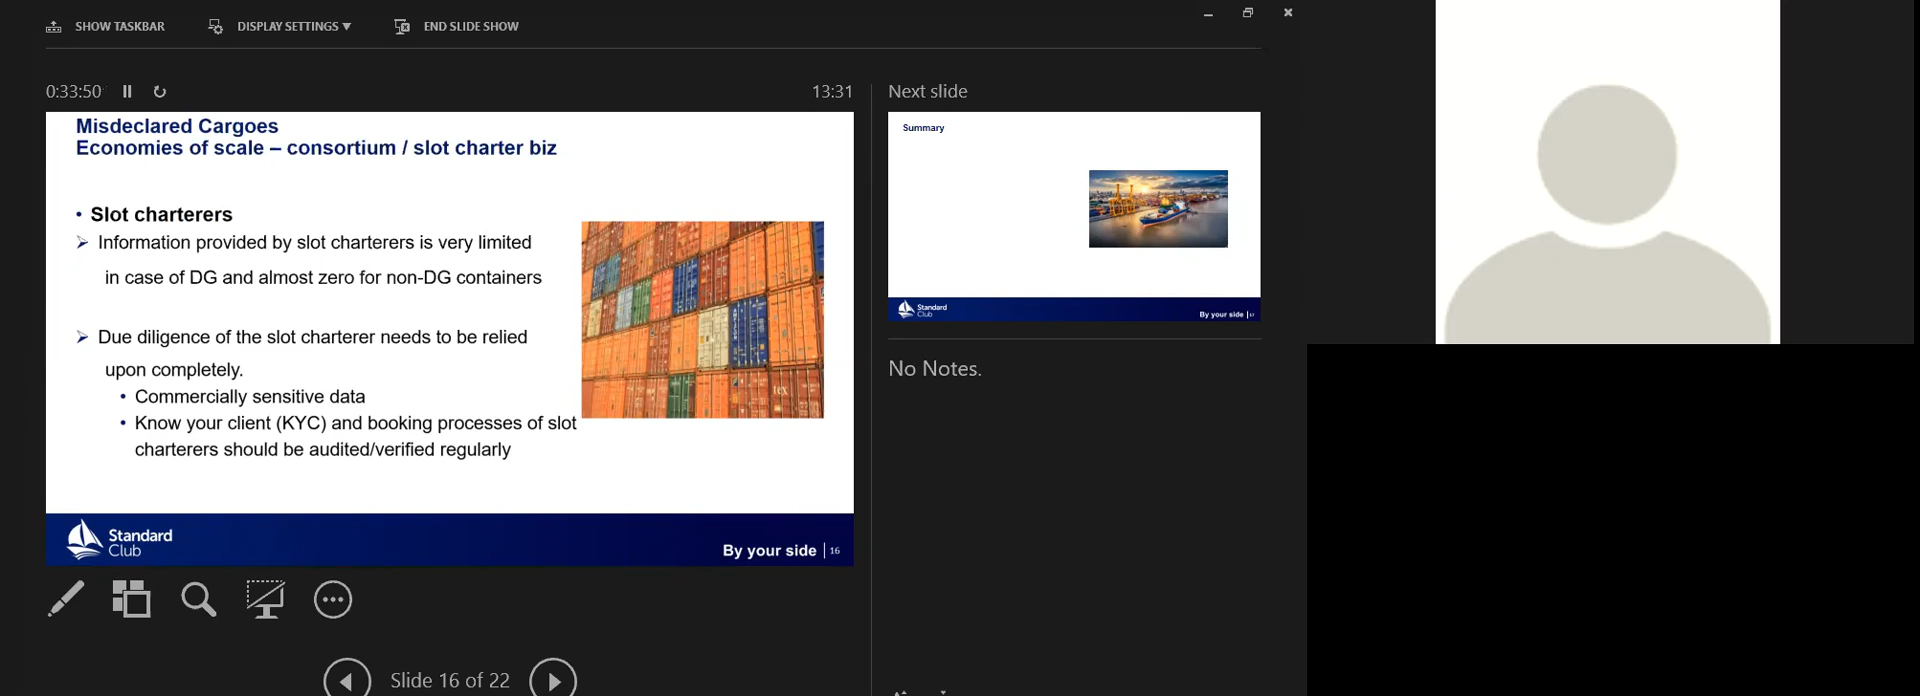 SHOW TASKBAR
DISPLAY SETTINGS
END SLIDE SHOW
0:33:50
13:31
Next slide
Misdeclared Cargoes
Economies of scale – consortium / slot charter biz
• Slot charterers
Information provided by slot charterers is very limited
in case of DG and almost zero for non-DG containers
Due diligence of the slot charterer needs to be relied
upon completely.
• Commercially sensitive data
• Know your client (KYC) and booking processes of slot
charterers should be audited/verified regularly
tex
Standard
Club
By your side | 16
Summary
Standard
Club
By your side | 17
No Notes.
Slide 16 of 22